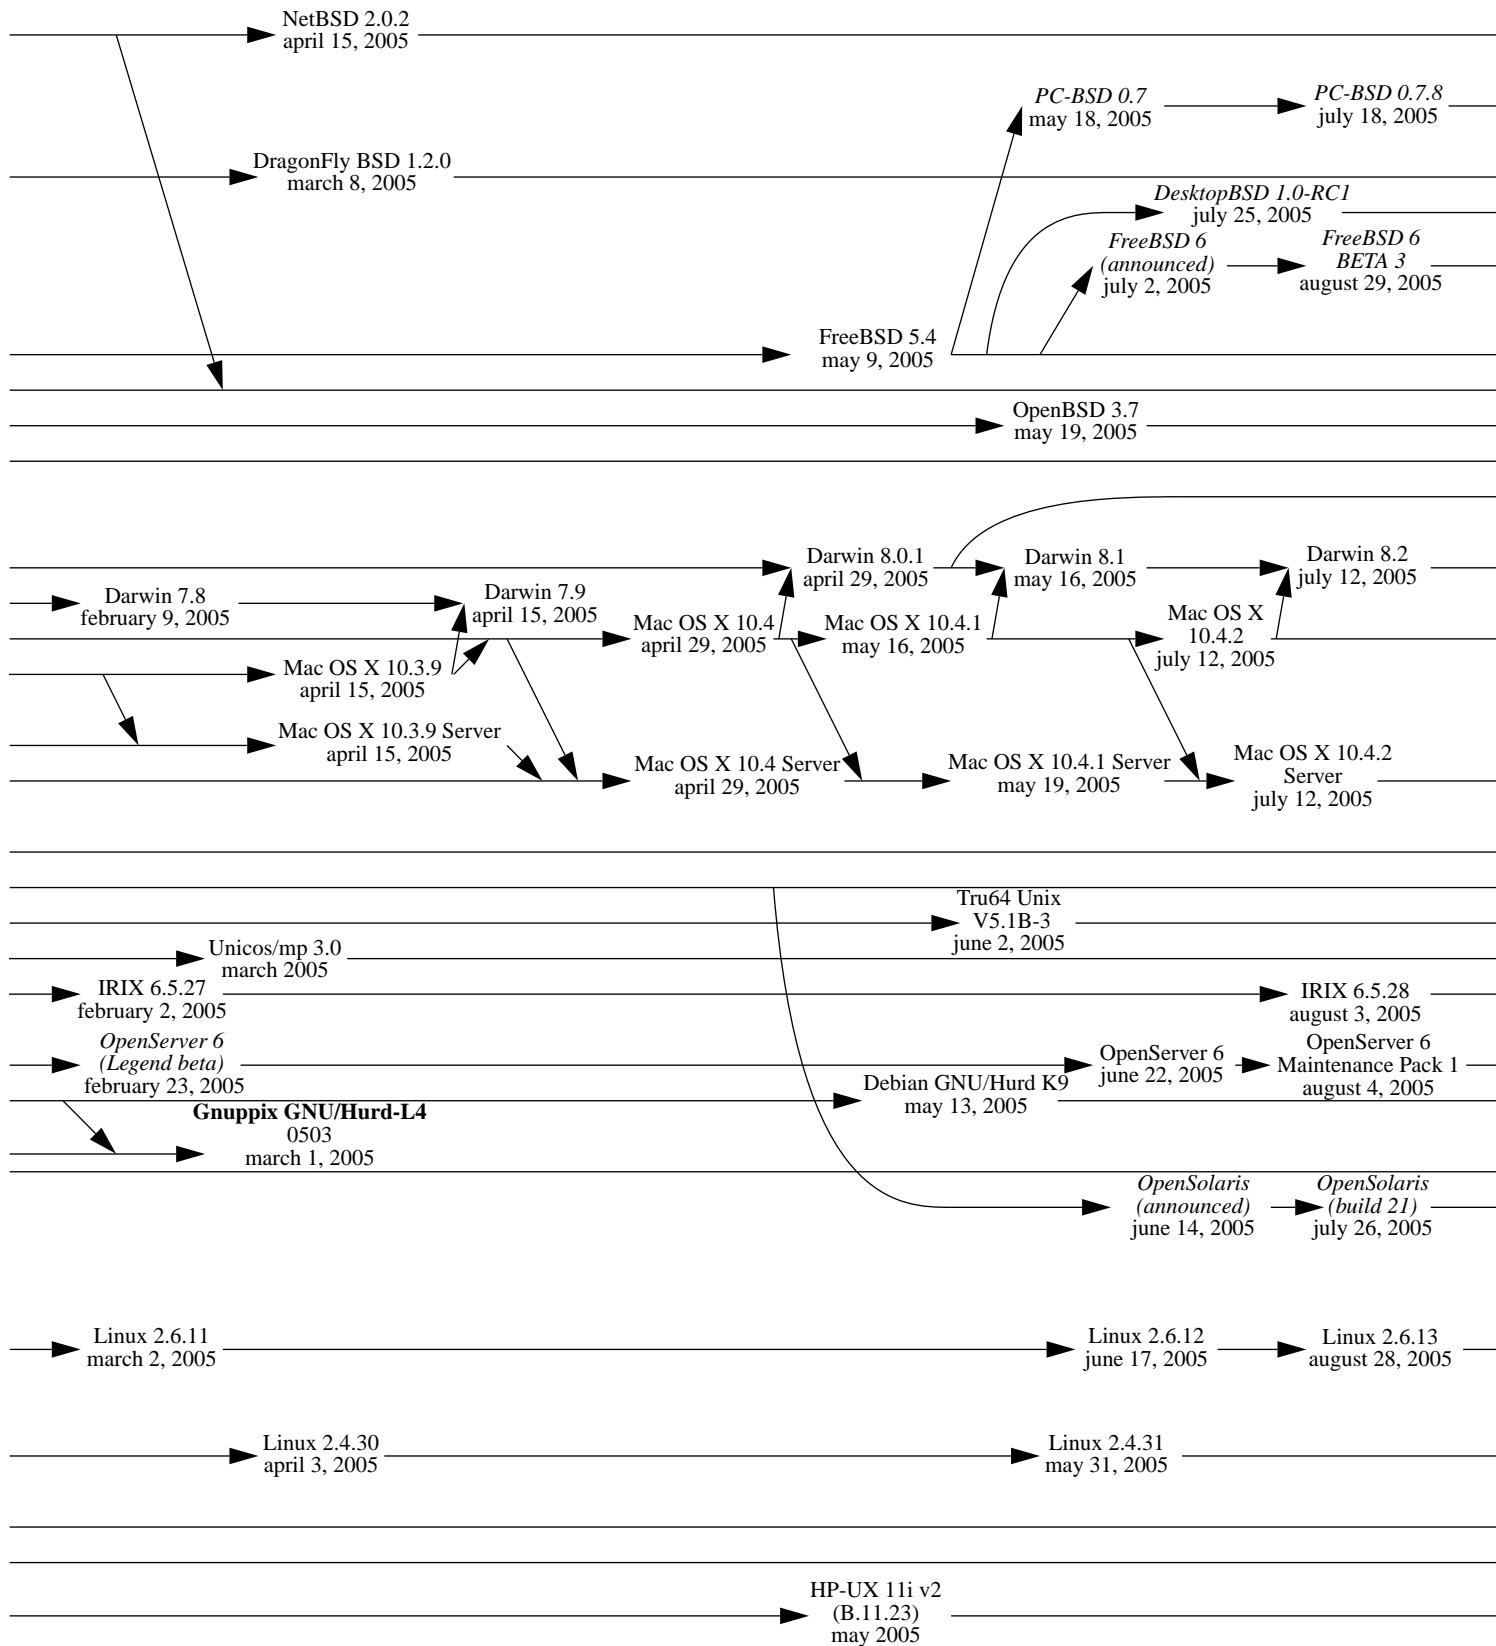 NetBSD 2.0.2
april 15, 2005
PC-BSD 0.7
may 18, 2005
PC-BSD 0.7.8
july 18, 2005
DragonFly BSD 1.2.0
march 8, 2005
DesktopBSD 1.0-RC1
july 25, 2005
FreeBSD 6
(announced)
july 2, 2005
FreeBSD 6
BETA 3
august 29, 2005
FreeBSD 5.4
may 9, 2005
OpenBSD 3.7
may 19, 2005
Darwin 8.0.1
april 29, 2005
Darwin 8.1
may 16, 2005
Darwin 8.2
july 12, 2005
Darwin 7.8
february 9, 2005
Darwin 7.9
april 15, 2005
Mac OS X 10.4
april 29, 2005
Mac OS X 10.4.1
may 16, 2005
Mac OS X
10.4.2
july 12, 2005
Mac OS X 10.3.9
april 15, 2005
Mac OS X 10.3.9 Server
april 15, 2005
Mac OS X 10.4 Server
april 29, 2005
Mac OS X 10.4.1 Server
may 19, 2005
Mac OS X 10.4.2
Server
july 12, 2005
Tru64 Unix
V5.1B-3
june 2, 2005
Unicos/mp 3.0
march 2005
IRIX 6.5.27
february 2, 2005
IRIX 6.5.28
august 3, 2005
OpenServer 6
(Legend beta)
february 23, 2005
OpenServer 6
june 22, 2005
OpenServer 6
Maintenance Pack 1
august 4, 2005
Debian GNU/Hurd K9
may 13, 2005
Gnuppix GNU/Hurd-L4
0503
march 1, 2005
OpenSolaris
(announced)
june 14, 2005
OpenSolaris
(build 21)
july 26, 2005
Linux 2.6.11
march 2, 2005
Linux 2.6.12
june 17, 2005
Linux 2.6.13
august 28, 2005
Linux 2.4.30
april 3, 2005
Linux 2.4.31
may 31, 2005
HP-UX 11i v2
(B.11.23)
may 2005